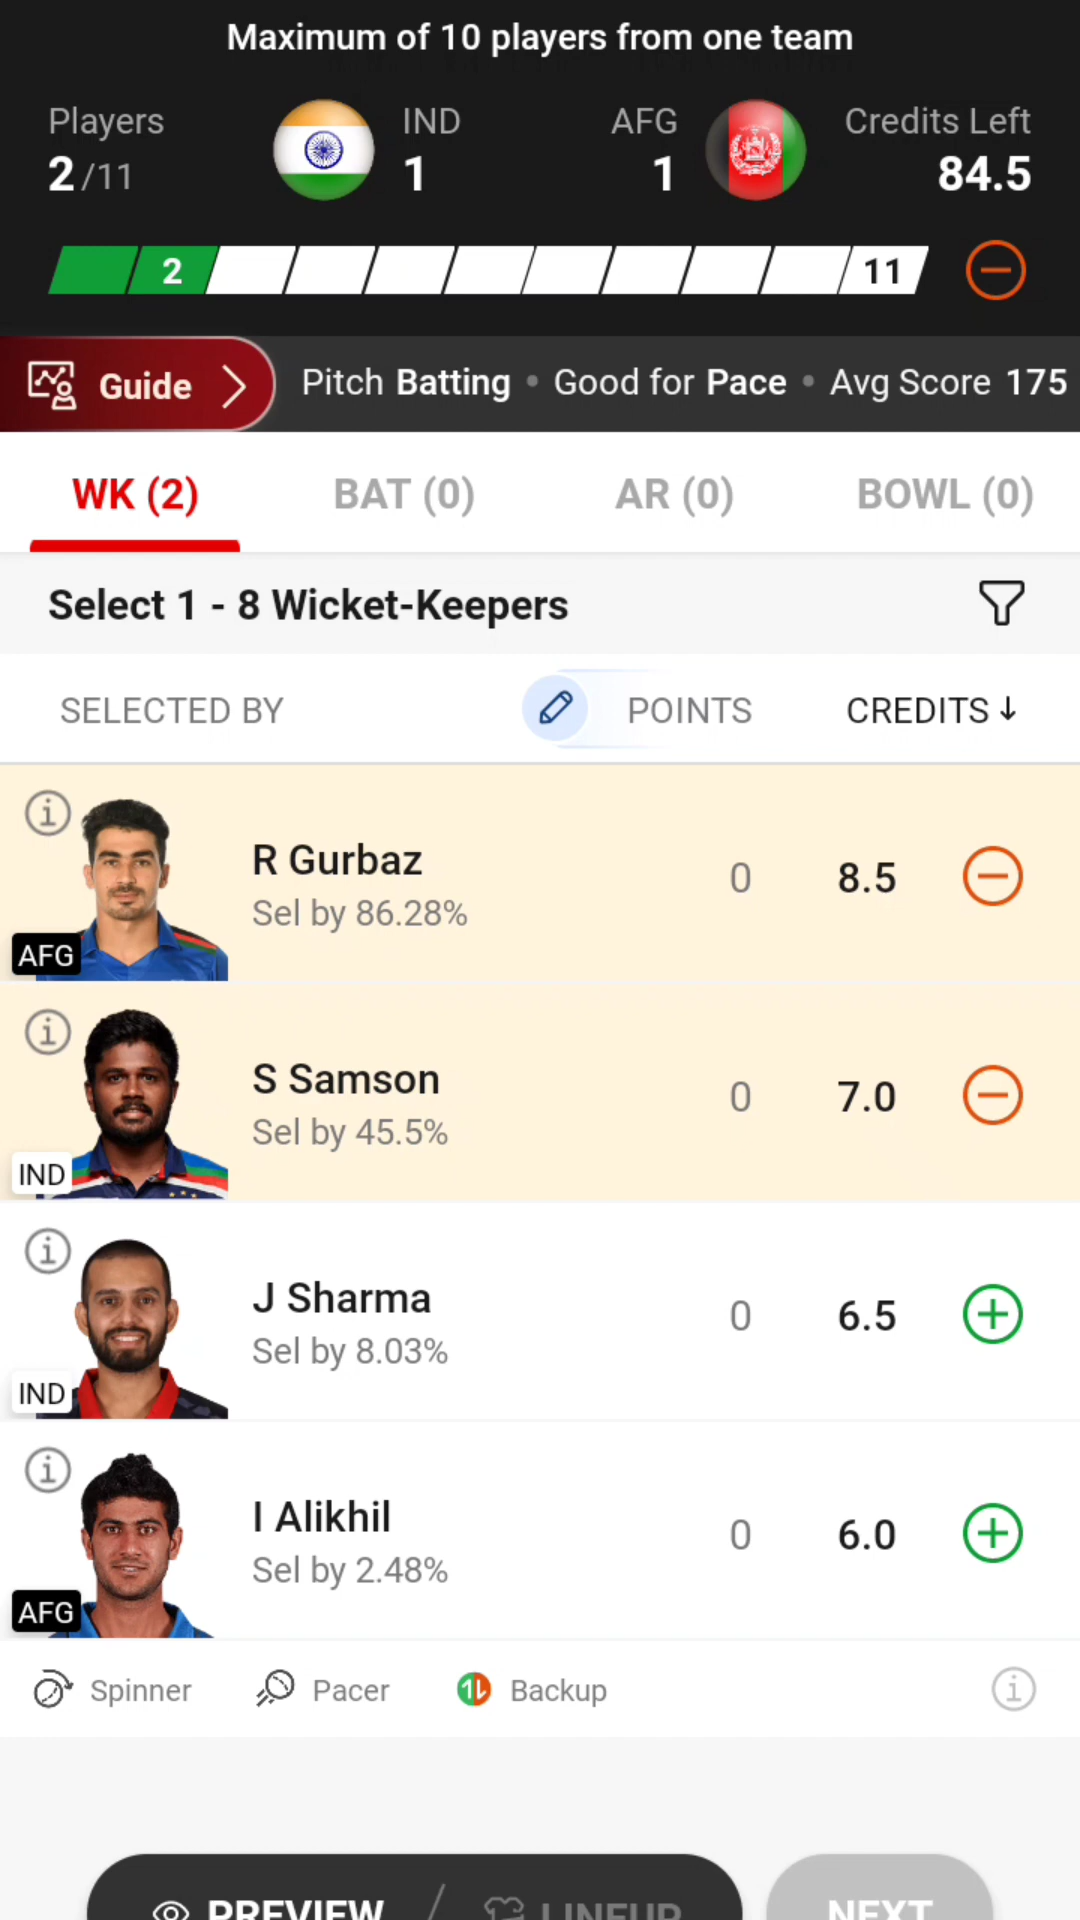 Maximum of 10 players from one team
Players IND AFG Credits Left
2/11 1 1 84.5
2 11
Guide Pitch Batting • Good for Pace • Avg Score 175
WK (2) BAT (0) AR (0) BOWL (0)
Select 1 - 8 Wicket-Keepers
SELECTED BY POINTS CREDITS↓
R Gurbaz 0 8.5
Sel by 86.28%
AFG
S Samson 0 7.0
Sel by 45.5%
IND
J Sharma 0 6.5
Sel by 8.03%
IND
I Alikhil 0 6.0
Sel by 2.48%
AFG
Spinner Pacer Backup
PREVIEW / LINEUP NEXT